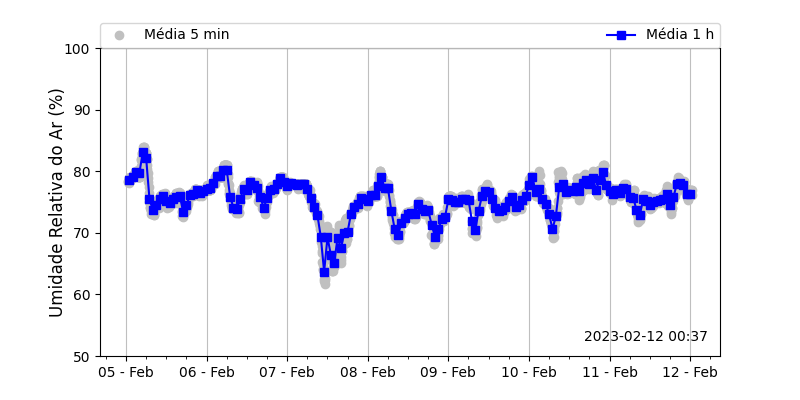 Média 5 min
Média 1 h
100
90
80
70
60
50
Umidade Relativa do Ar (%)
2023-02-12 00:37
05 - Feb
06 - Feb
07 - Feb
08 - Feb
09 - Feb
10 - Feb
11 - Feb
12 - Feb